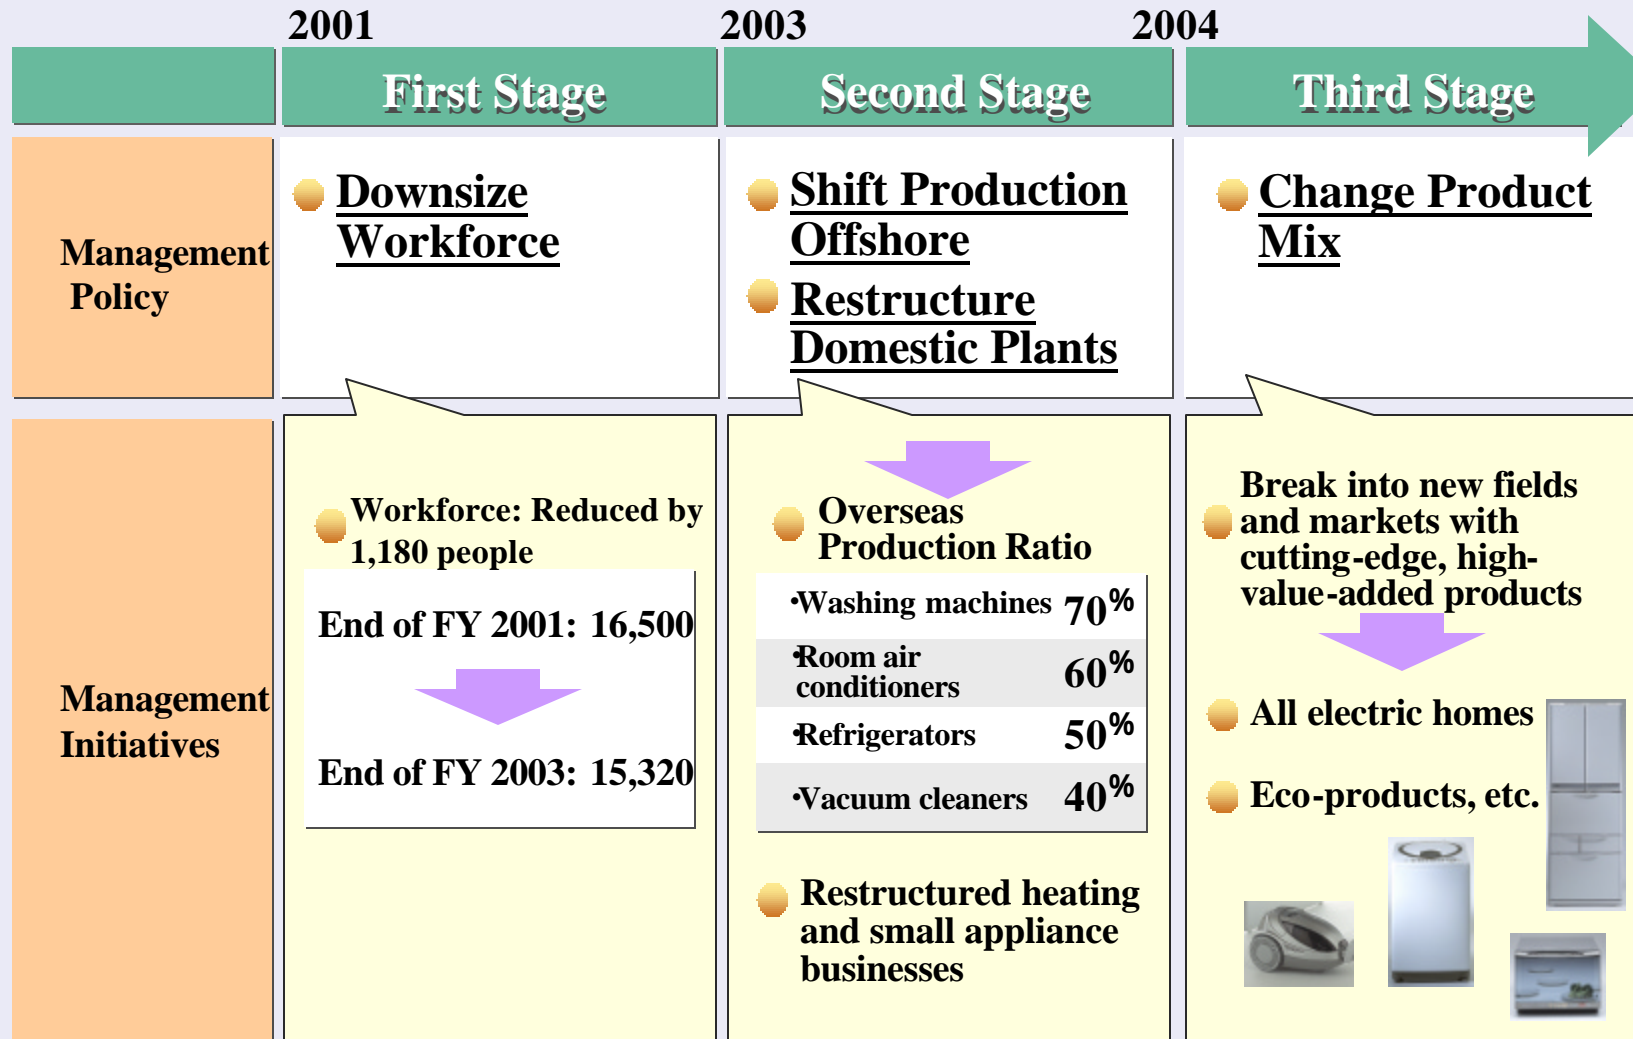 2001
2003
2004
First Stage
Second Stage
Third Stage
Management
Policy
Downsize
Workforce
Shift Production
Offshore
Restructure
Domestic Plants
Change Product
Mix
Management
Initiatives
Workforce: Reduced by
1,180 people
End of FY 2001: 16,500
End of FY 2003: 15,320
Overseas
Production Ratio
・Washing machines 70%
・Room air
conditioners 60%
・Refrigerators 50%
・Vacuum cleaners 40%
Restructured heating
and small appliance
businesses
Break into new fields
and markets with
cutting-edge, high-
value-added products
All electric homes
Eco-products, etc.